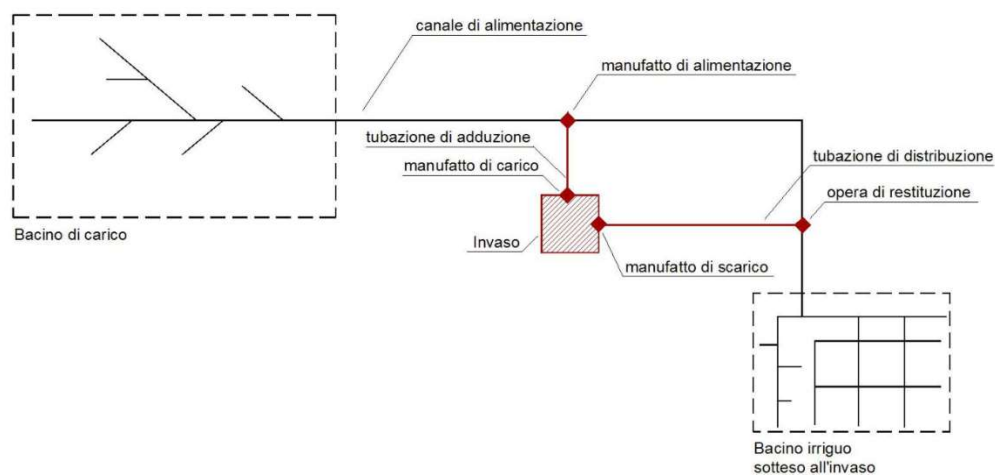 canale di alimentazione
manufatto di alimentazione
tubazione di adduzione
tubazione di distribuzione
manufatto di carico
opera di restituzione
Bacino di carico
Invaso
manufatto di scarico
Bacino irriguo
sotteso all'invaso